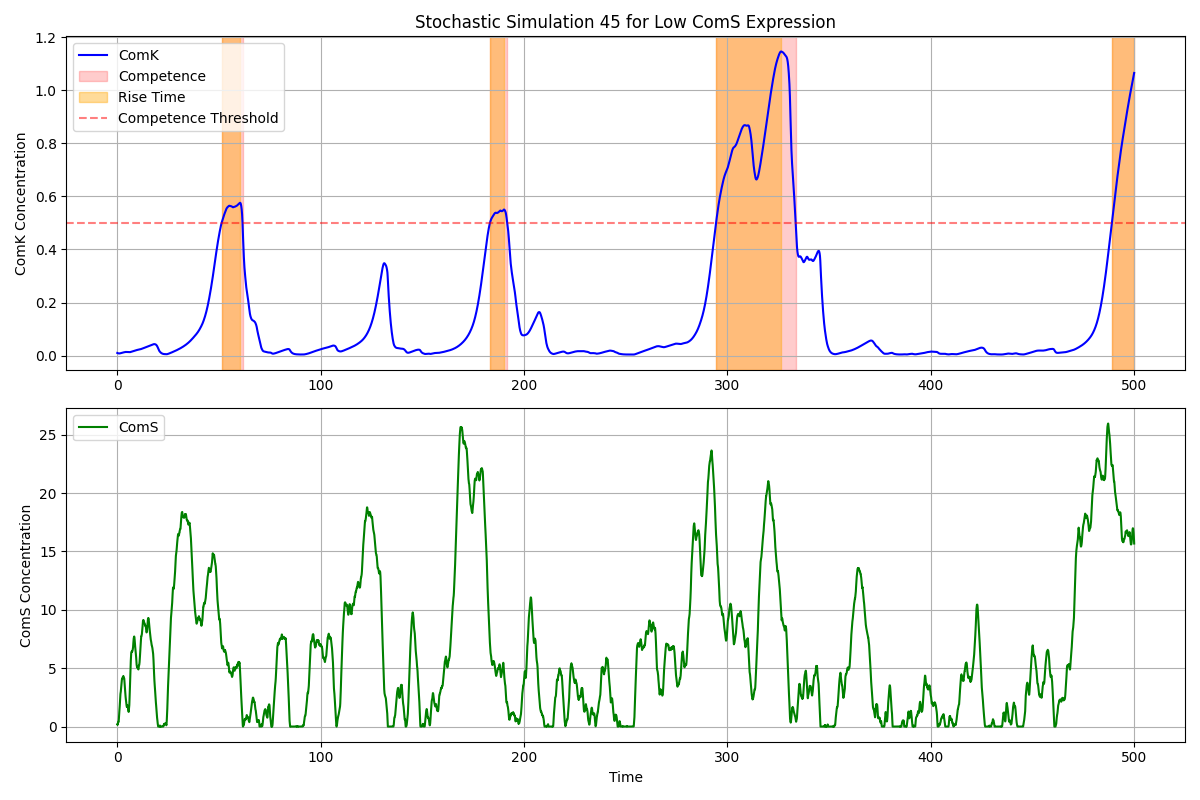 Stochastic Simulation 45 for Low ComS Expression
ComK Concentration
1.2
1.0
0.8
0.6
0.4
0.2
0.0
ComK
Competence
Rise Time
Competence Threshold
0 100 200 300 400 500
ComS Concentration
25
20
15
10
5
0
ComS
0 100 200 300 400 500
Time